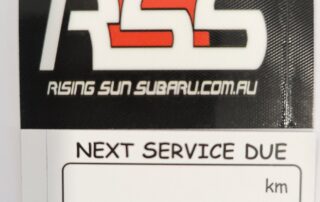 RSS
RISING SUN SUBARU.COM.AU
NEXT SERVICE DUE
km